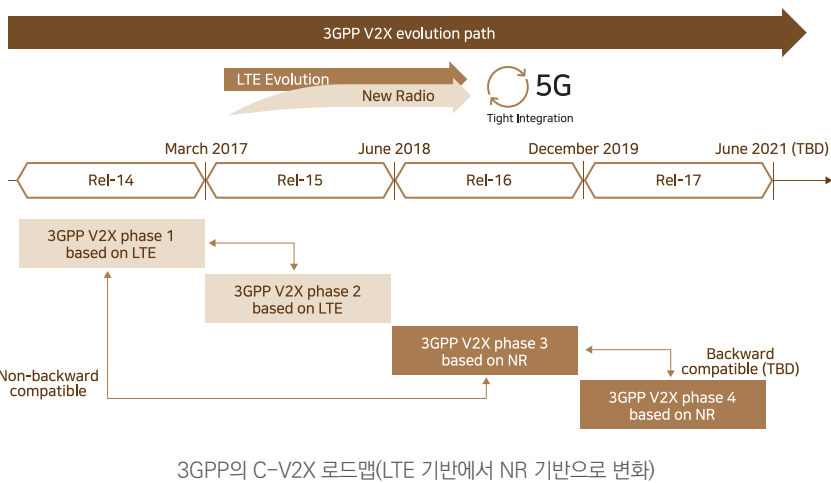 3GPP V2X evolution path
LTE Evolution
New Radio
5G
Tight Integration
March 2017
June 2018
December 2019
June 2021 (TBD)
Rel-14
Rel-15
Rel-16
Rel-17
3GPP V2X phase 1
based on LTE
3GPP V2X phase 2
based on LTE
3GPP V2X phase 3
based on NR
Backward
compatible (TBD)
Non-backward
compatible
3GPP V2X phase 4
based on NR
3GPP의 C-V2X 로드맵(LTE 기반에서 NR 기반으로 변화)